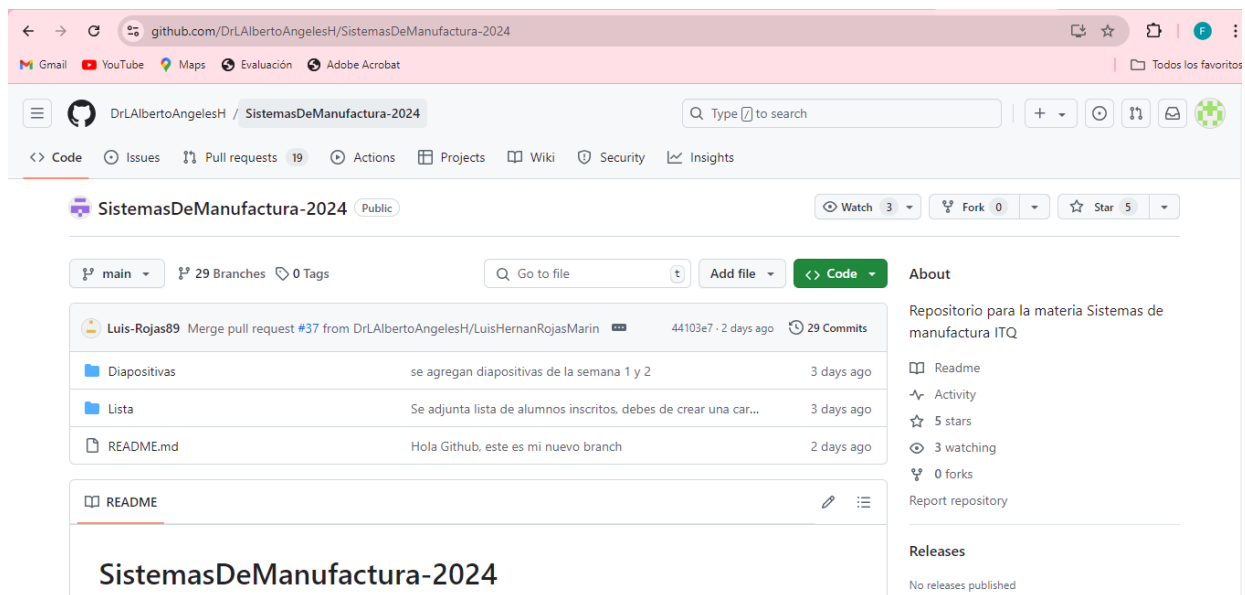 github.com/DrLAlbertoAngelesH/SistemasDeManufactura-2024
F
Gmail YouTube Maps Evaluación Adobe Acrobat Todos los favoritos
DrLAlbertoAngelesH / SistemasDeManufactura-2024 Type / to search
<> Code Issues Pull requests 19 Actions Projects Wiki Security Insights
SistemasDeManufactura-2024 Public Watch 3 Fork 0 Star 5
main 29 Branches 0 Tags Go to file t Add file <> Code
Luis-Rojas89 Merge pull request #37 from DrLAlbertoAngelesH/LuisHernanRojasMarin 44103e7 · 2 days ago 29 Commits
Diapositivas se agregan diapositivas de la semana 1 y 2 3 days ago
Lista Se adjunta lista de alumnos inscritos, debes de crear una car... 3 days ago
README.md Hola Github, este es mi nuevo branch 2 days ago
README
SistemasDeManufactura-2024
About
Repositorio para la materia Sistemas de
manufactura ITQ
Readme
Activity
5 stars
3 watching
0 forks
Report repository
Releases
No releases published